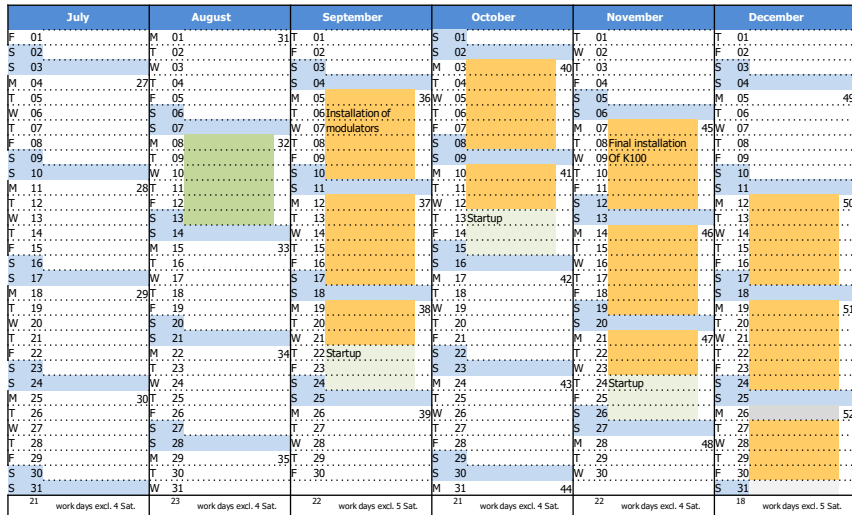 July
F 01
S 02
S 03
M 04 27
T 05
W 06
T 07
F 08
S 09
S 10
M 11 28
T 12
W 13
T 14
F 15
S 16
S 17
M 18 29
T 19
W 20
T 21
F 22
S 23
S 24
M 25 30
T 26
W 27
T 28
F 29
S 30
S 31
21 work days excl. 4 Sat.
August
M 01 31
T 02
W 03
T 04
F 05
S 06
S 07
M 08 32
T 09
W 10
T 11
F 12
S 13
S 14
M 15 33
T 16
W 17
T 18
F 19
S 20
S 21
M 22 34
T 23
W 24
T 25
F 26
S 27
S 28
M 29 35
T 30
W 31
23 work days excl. 4 Sat.
September
T 01
F 02
S 03
S 04
M 05 36
T 06 Installation of
W 07 modulators
T 08
F 09
S 10
S 11
M 12 37
T 13
W 14
T 15
F 16
S 17
S 18
M 19 38
T 20
W 21
T 22 Startup
F 23
S 24
S 25
M 26 39
T 27
W 28
T 29
F 30
22 work days excl. 5 Sat.
October
S 01
S 02
M 03 40
T 04
W 05
T 06
F 07
S 08
S 09
M 10 41
T 11
W 12
T 13 Startup
F 14
S 15
S 16
M 17 42
T 18
W 19
T 20
F 21
S 22
S 23
M 24 43
T 25
W 26
T 27
F 28
S 29
S 30
M 31 44
21 work days excl. 4 Sat.
November
T 01
W 02
T 03
F 04
S 05
S 06
M 07 45
T 08 Final installation
W 09 Of K100
T 10
F 11
S 12
S 13
M 14 46
T 15
W 16
T 17
F 18
S 19
S 20
M 21 47
T 22
W 23
T 24 Startup
F 25
S 26
S 27
M 28 48
T 29
W 30
22 work days excl. 4 Sat.
December
T 01
F 02
S 03
S 04
M 05 49
T 06
W 07
T 08
F 09
S 10
S 11
M 12 50
T 13
W 14
T 15
F 16
S 17
S 18
M 19 51
T 20
W 21
T 22
F 23
S 24
S 25
M 26 52
T 27
W 28
T 29
F 30
S 31
18 work days excl. 5 Sat.